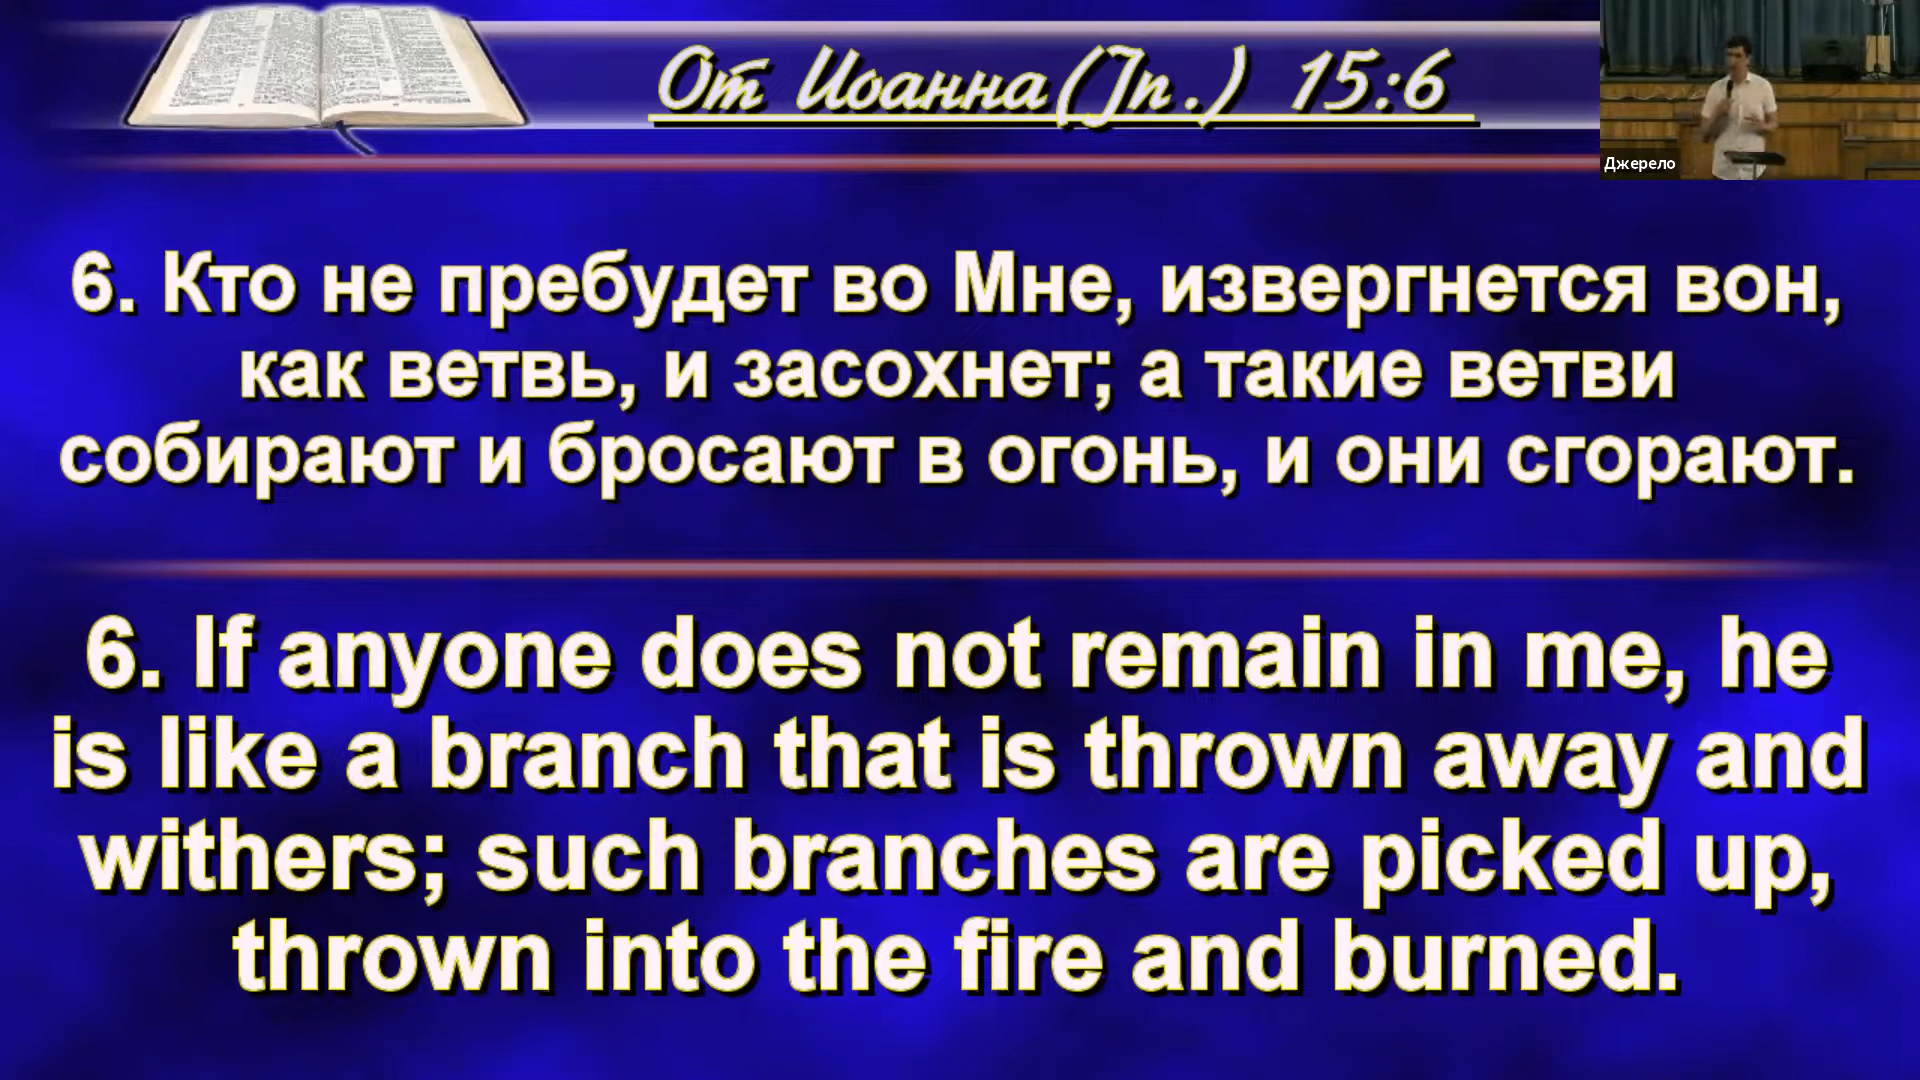 От Иоанна(Jn.) 15:6
Джерело
6. Кто не пребудет во Мне, извергнется вон,
как ветвь, и засохнет; а такие ветви
собирают и бросают в огонь, и они сгорают.
6. If anyone does not remain in me, he
is like a branch that is thrown away and
withers; such branches are picked up,
thrown into the fire and burned.